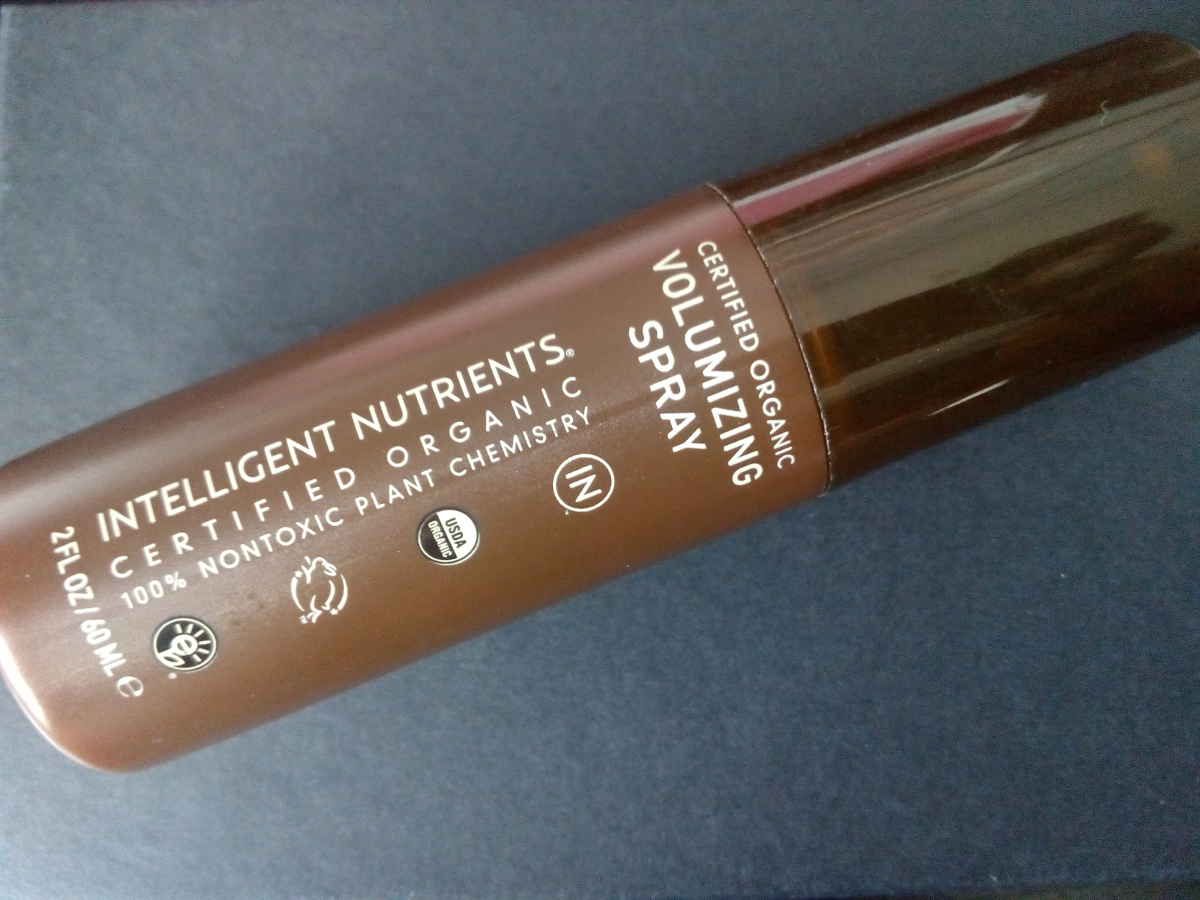 CERTIFIED ORGANIC
VOLUMIZING
SPRAY
INTELLIGENT NUTRIENTS®
CERTIFIED ORGANIC
100% NONTOXIC PLANT CHEMISTRY
IN
USDA
ORGANIC
2 FL OZ / 60 ML ℮